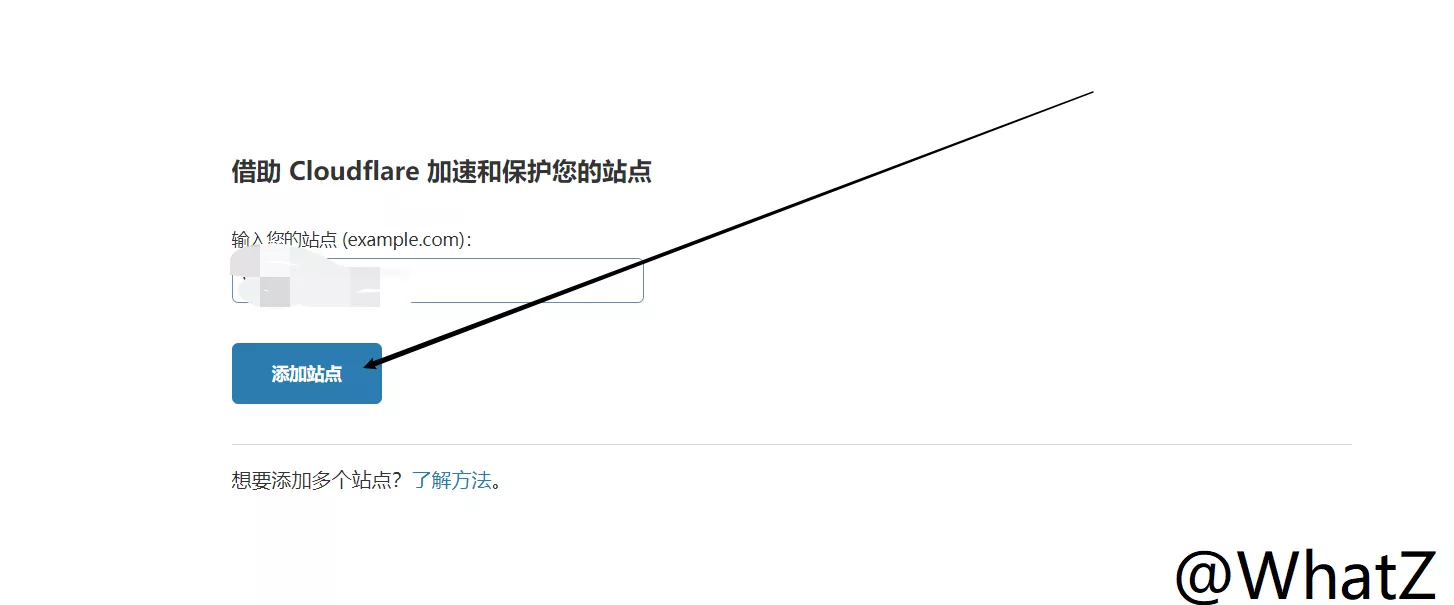 借助 Cloudflare 加速和保护您的站点
输入您的站点 (example.com)：
添加站点
想要添加多个站点？了解方法。
@WhatZ